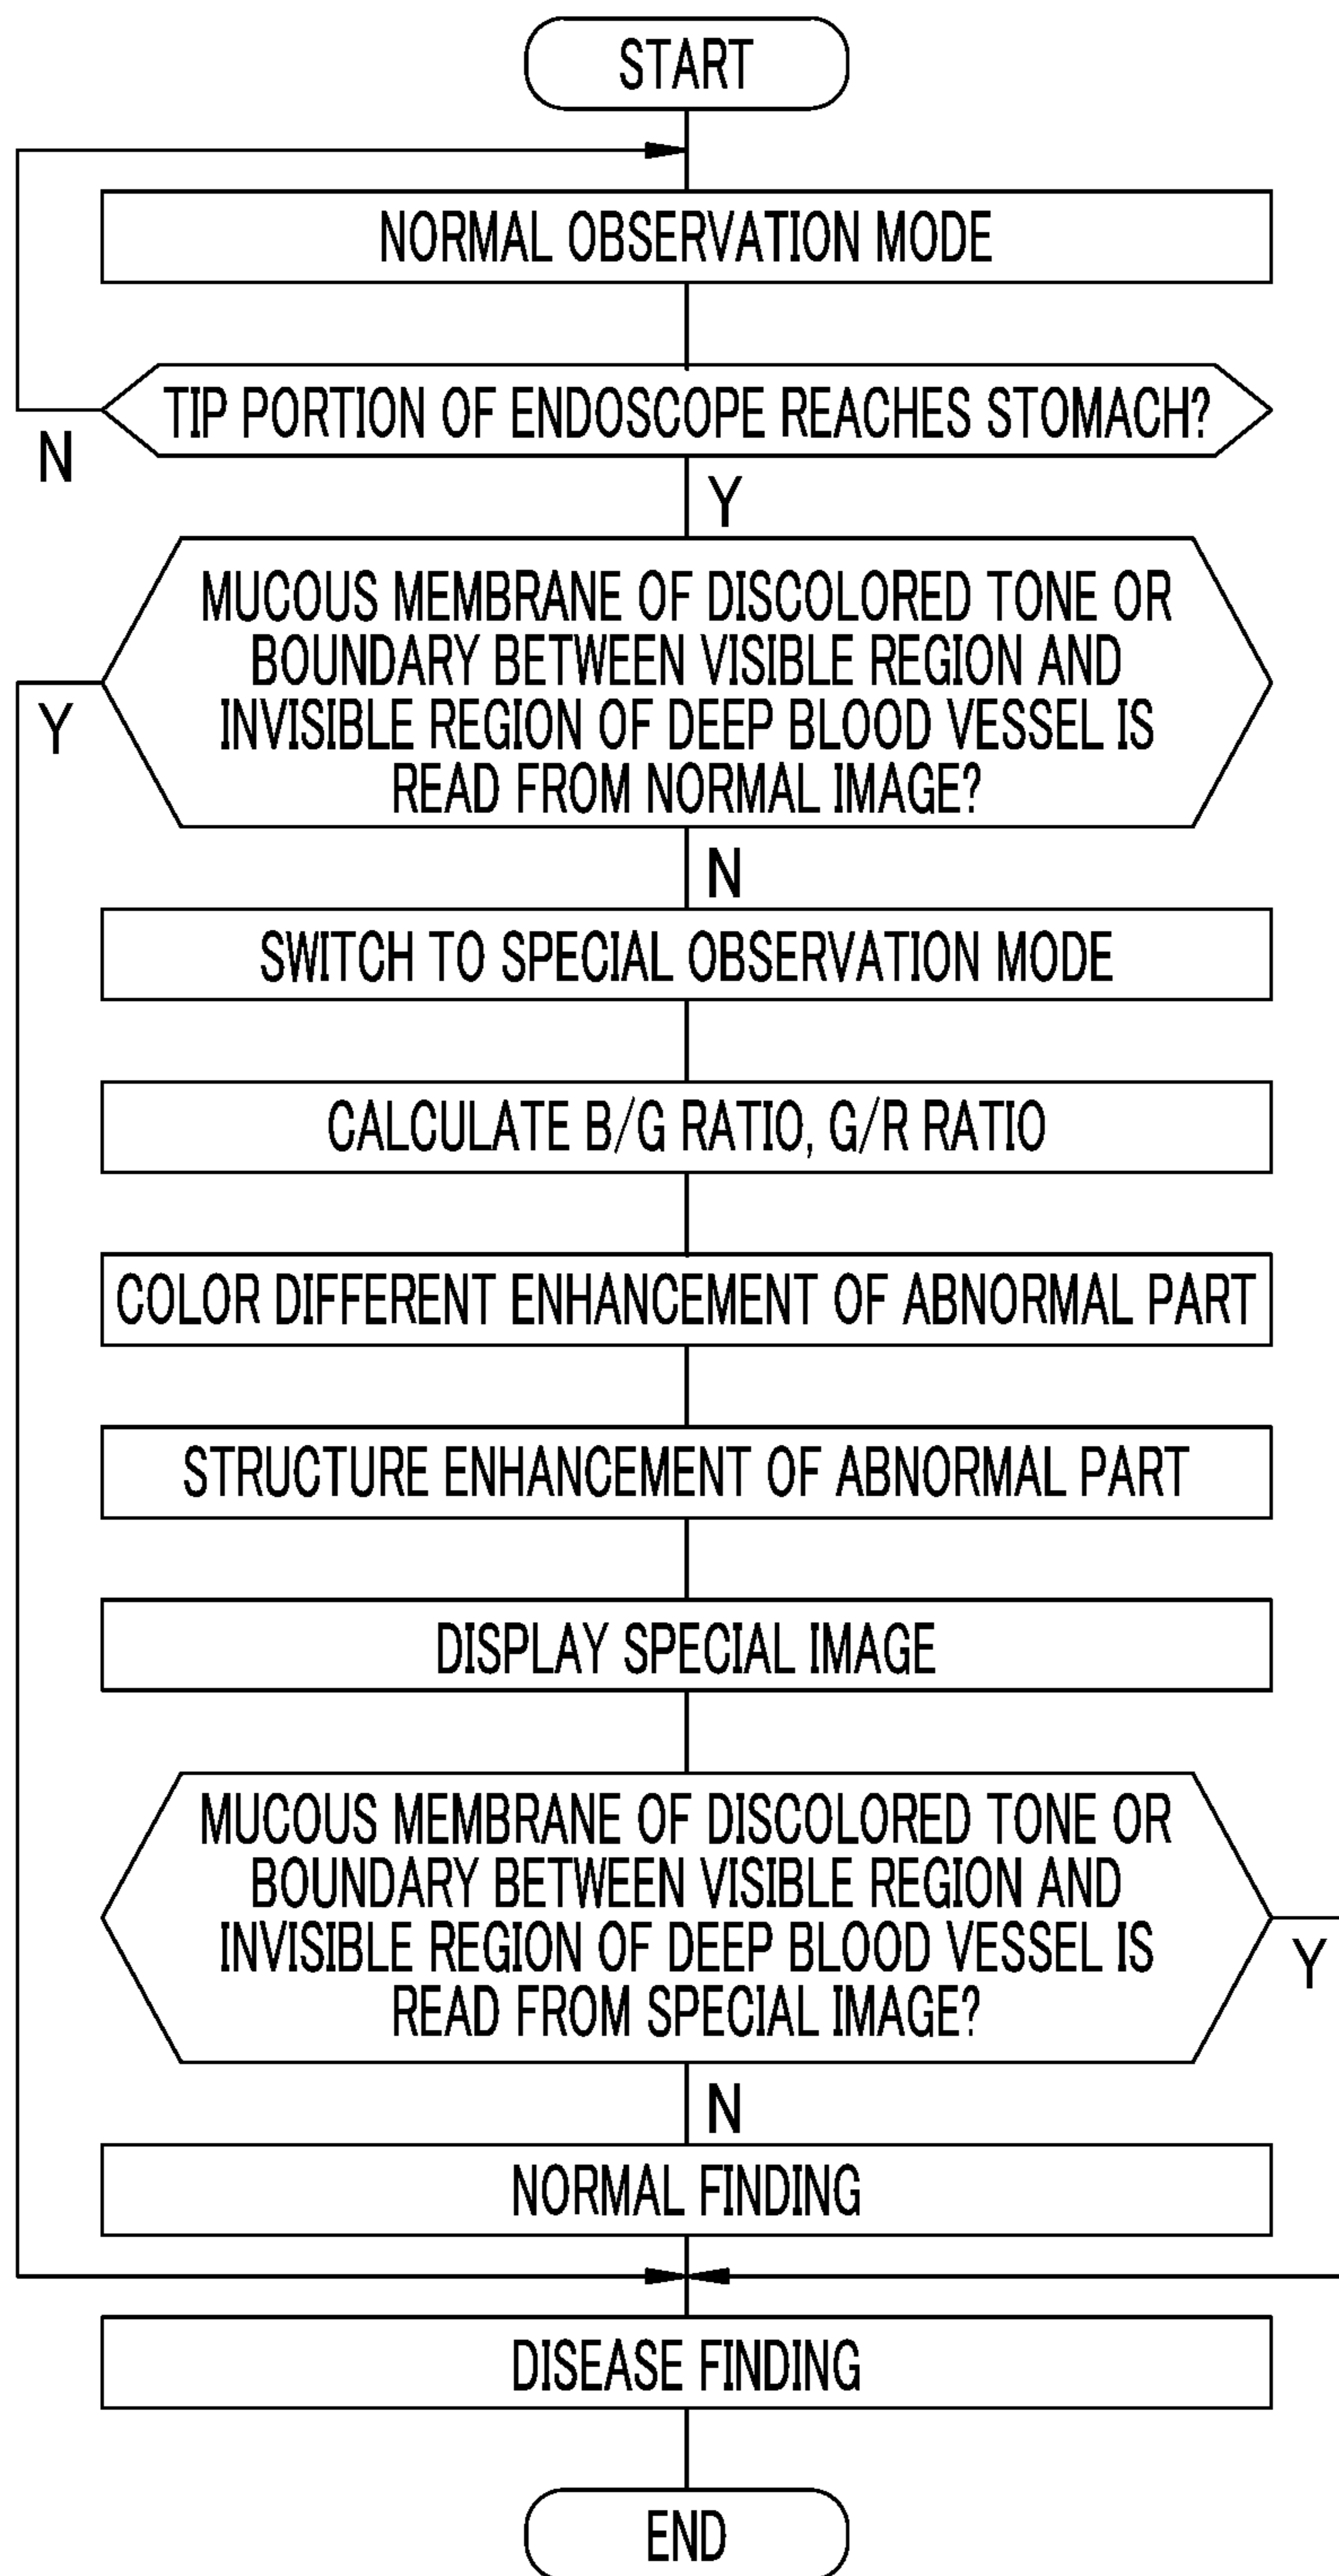 START
NORMAL OBSERVATION MODE
TIP PORTION OF ENDOSCOPE REACHES STOMACH?
N
Y
MUCOUS MEMBRANE OF DISCOLORED TONE OR
BOUNDARY BETWEEN VISIBLE REGION AND
INVISIBLE REGION OF DEEP BLOOD VESSEL IS
READ FROM NORMAL IMAGE?
Y
N
SWITCH TO SPECIAL OBSERVATION MODE
CALCULATE B/G RATIO, G/R RATIO
COLOR DIFFERENT ENHANCEMENT OF ABNORMAL PART
STRUCTURE ENHANCEMENT OF ABNORMAL PART
DISPLAY SPECIAL IMAGE
MUCOUS MEMBRANE OF DISCOLORED TONE OR
BOUNDARY BETWEEN VISIBLE REGION AND
INVISIBLE REGION OF DEEP BLOOD VESSEL IS
READ FROM SPECIAL IMAGE?
Y
N
NORMAL FINDING
DISEASE FINDING
END